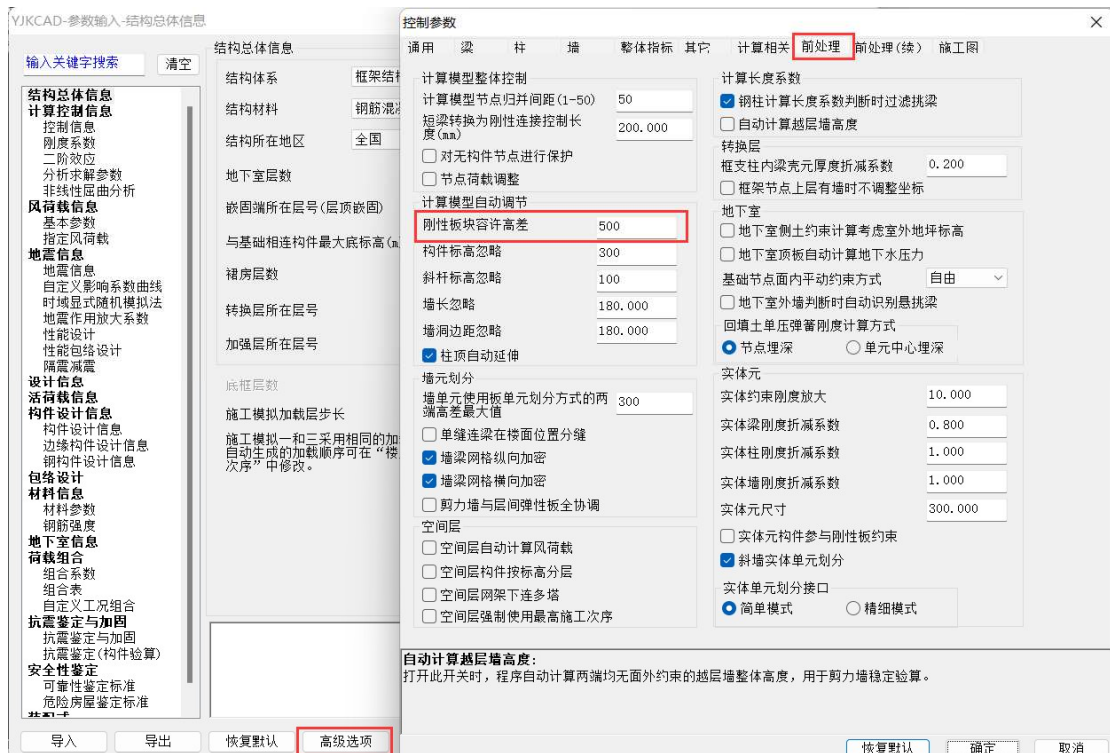 YJKCAD-参数输入-结构总体信息
输入关键字搜索
清空
结构总体信息
计算控制信息
控制信息
刚度系数
二阶效应
分析求解参数
非线性屈曲分析
风荷载信息
基本参数
指定风荷载
地震信息
地震信息
自定义影响系数曲线
时域显式随机模拟法
地震作用放大系数
性能设计
性能包络设计
隔震减震
设计信息
活荷载信息
构件设计信息
构件设计信息
边缘构件设计信息
钢构件设计信息
包络设计
材料信息
材料参数
钢筋强度
地下室信息
荷载组合
组合系数
组合表
自定义工况组合
抗震鉴定与加固
抗震鉴定与加固
抗震鉴定(构件验算)
安全性鉴定
可靠性鉴定标准
危险房屋鉴定标准
装配式
导入
导出
恢复默认
高级选项
结构总体信息
结构体系
框架结
结构材料
钢筋混
结构所在地区
全国
地下室层数
嵌固端所在层号(层顶嵌固)
与基础相连构件最大底标高(m
裙房层数
转换层所在层号
加强层所在层号
底框层数
施工模拟加载层步长
施工模拟一和三采用相同的加
自动生成的加载顺序可在“楼
次序”中修改。
控制参数
通用 梁 柱 墙 整体指标 其它 计算相关 前处理 前处理(续) 施工图
计算模型整体控制
计算模型节点归并间距(1-50) 50
短梁转换为刚性连接控制长
度(mm) 200.000
对无构件节点进行保护
节点荷载调整
计算模型自动调节
刚性板块容许高差 500
构件标高忽略 300
斜杆标高忽略 100
墙长忽略 180.000
墙洞边距忽略 180.000
柱顶自动延伸
墙元划分
墙单元使用板单元划分方式的两
端高差最大值 300
单缝连梁在楼面位置分缝
墙梁网格纵向加密
墙梁网格横向加密
剪力墙与层间弹性板全协调
空间层
空间层自动计算风荷载
空间层构件按标高分层
空间层网架下连多塔
空间层强制使用最高施工次序
计算长度系数
钢柱计算长度系数判断时过滤挑梁
自动计算越层墙高度
转换层
框支柱内梁壳元厚度折减系数 0.200
框架节点上层有墙时不调整坐标
地下室
地下室侧土约束计算考虑室外地坪标高
地下室顶板自动计算地下水压力
基础节点面内平动约束方式 自由
地下室外墙判断时自动识别悬挑梁
回填土单压弹簧刚度计算方式
节点埋深 单元中心埋深
实体元
实体约束刚度放大 10.000
实体梁刚度折减系数 0.800
实体柱刚度折减系数 1.000
实体墙刚度折减系数 1.000
实体元尺寸 300.000
实体元构件参与刚性板约束
斜墙实体单元划分
实体单元划分接口
简单模式 精细模式
自动计算越层墙高度:
打开此开关时，程序自动计算两端均无面外约束的越层墙整体高度，用于剪力墙稳定验算。
恢复默认 确定 取消